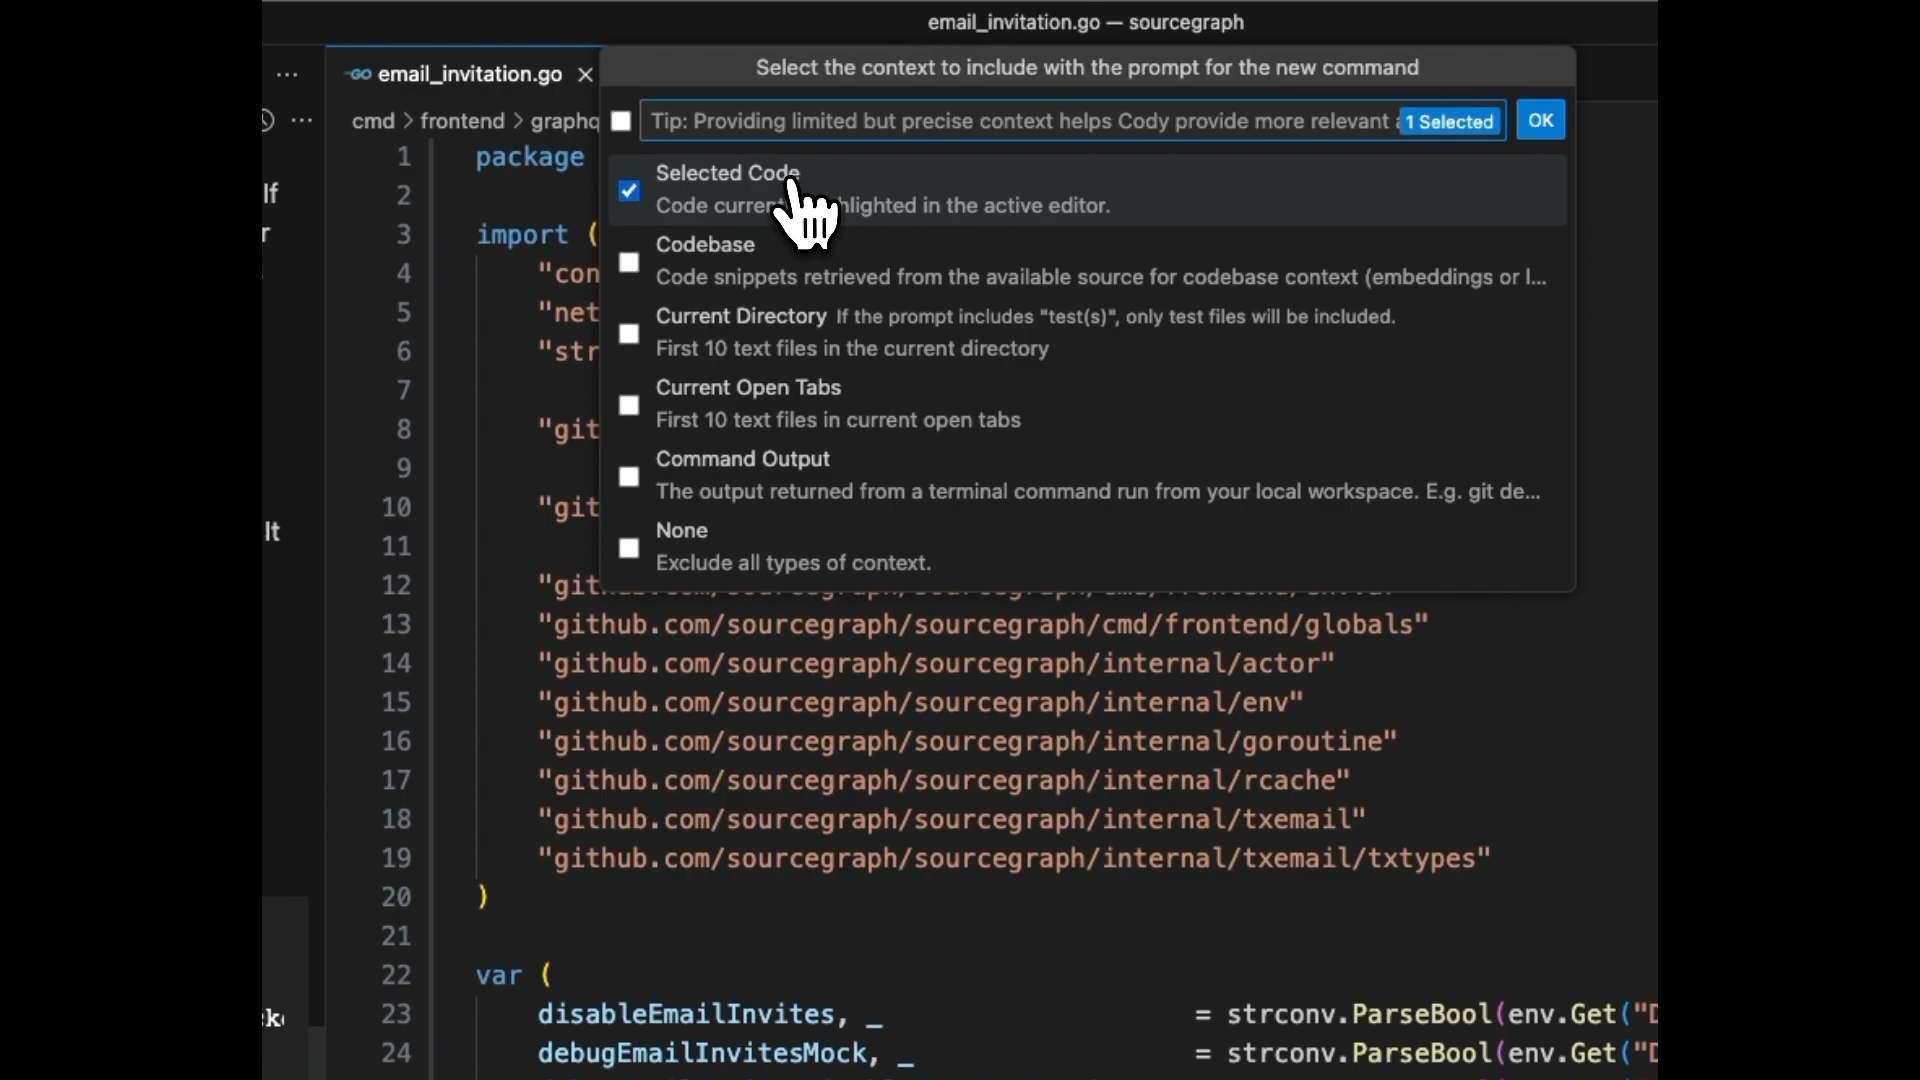 email_invitation.go — sourcegraph
email_invitation.go
Select the context to include with the prompt for the new command
cmd > frontend > graphq
Tip: Providing limited but precise context helps Cody provide more relevant a
1 Selected
OK
Selected Code
Code curren hlighted in the active editor.
Codebase
Code snippets retrieved from the available source for codebase context (embeddings or l...
Current Directory If the prompt includes "test(s)", only test files will be included.
First 10 text files in the current directory
Current Open Tabs
First 10 text files in current open tabs
Command Output
The output returned from a terminal command run from your local workspace. E.g. git de...
None
Exclude all types of context.
lf
r
It
1 package
2
3 import (
4 "con
5 "net
6 "str
7
8 "git
9
10 "git
11
12 "git
13 "github.com/sourcegraph/sourcegraph/cmd/frontend/globals"
14 "github.com/sourcegraph/sourcegraph/internal/actor"
15 "github.com/sourcegraph/sourcegraph/internal/env"
16 "github.com/sourcegraph/sourcegraph/internal/goroutine"
17 "github.com/sourcegraph/sourcegraph/internal/rcache"
18 "github.com/sourcegraph/sourcegraph/internal/txemail"
19 "github.com/sourcegraph/sourcegraph/internal/txemail/txtypes"
20 )
21
22 var (
23 disableEmailInvites, _ = strconv.ParseBool(env.Get("D
24 debugEmailInvitesMock, _ = strconv.ParseBool(env.Get("D